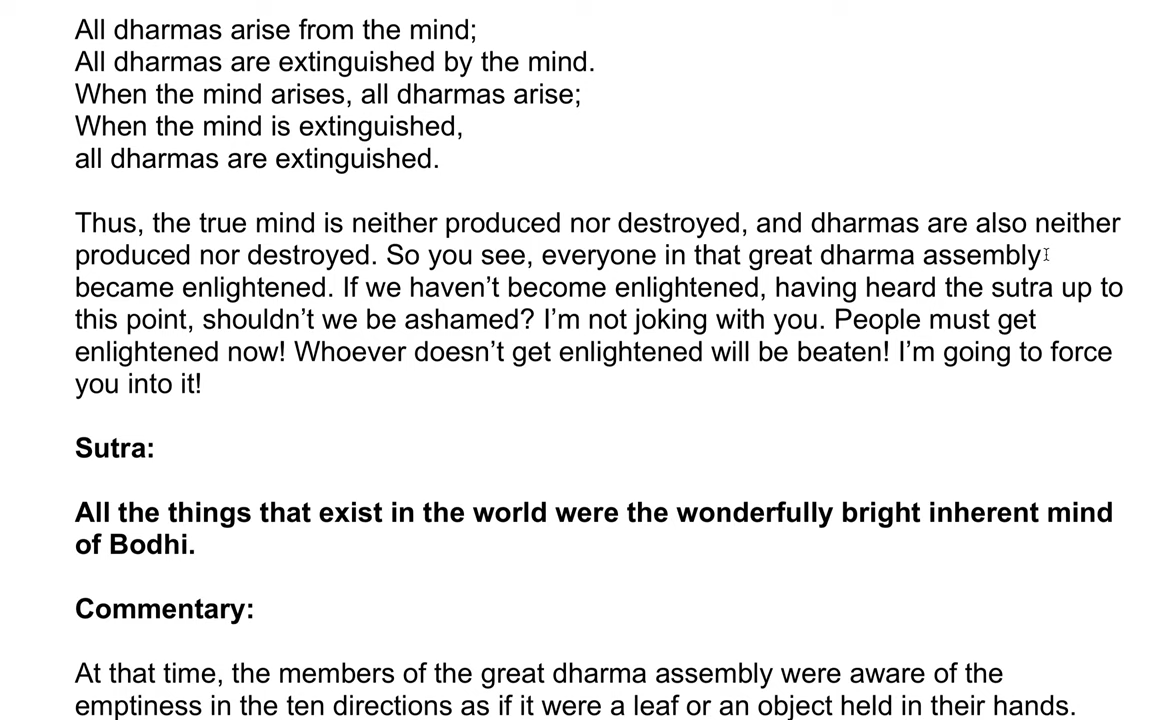 All dharmas arise from the mind;
All dharmas are extinguished by the mind.
When the mind arises, all dharmas arise;
When the mind is extinguished,
all dharmas are extinguished.
Thus, the true mind is neither produced nor destroyed, and dharmas are also neither
produced nor destroyed. So you see, everyone in that great dharma assembly
became enlightened. If we haven’t become enlightened, having heard the sutra up to
this point, shouldn’t we be ashamed? I’m not joking with you. People must get
enlightened now! Whoever doesn’t get enlightened will be beaten! I’m going to force
you into it!
Sutra:
All the things that exist in the world were the wonderfully bright inherent mind
of Bodhi.
Commentary:
At that time, the members of the great dharma assembly were aware of the
emptiness in the ten directions as if it were a leaf or an object held in their hands.